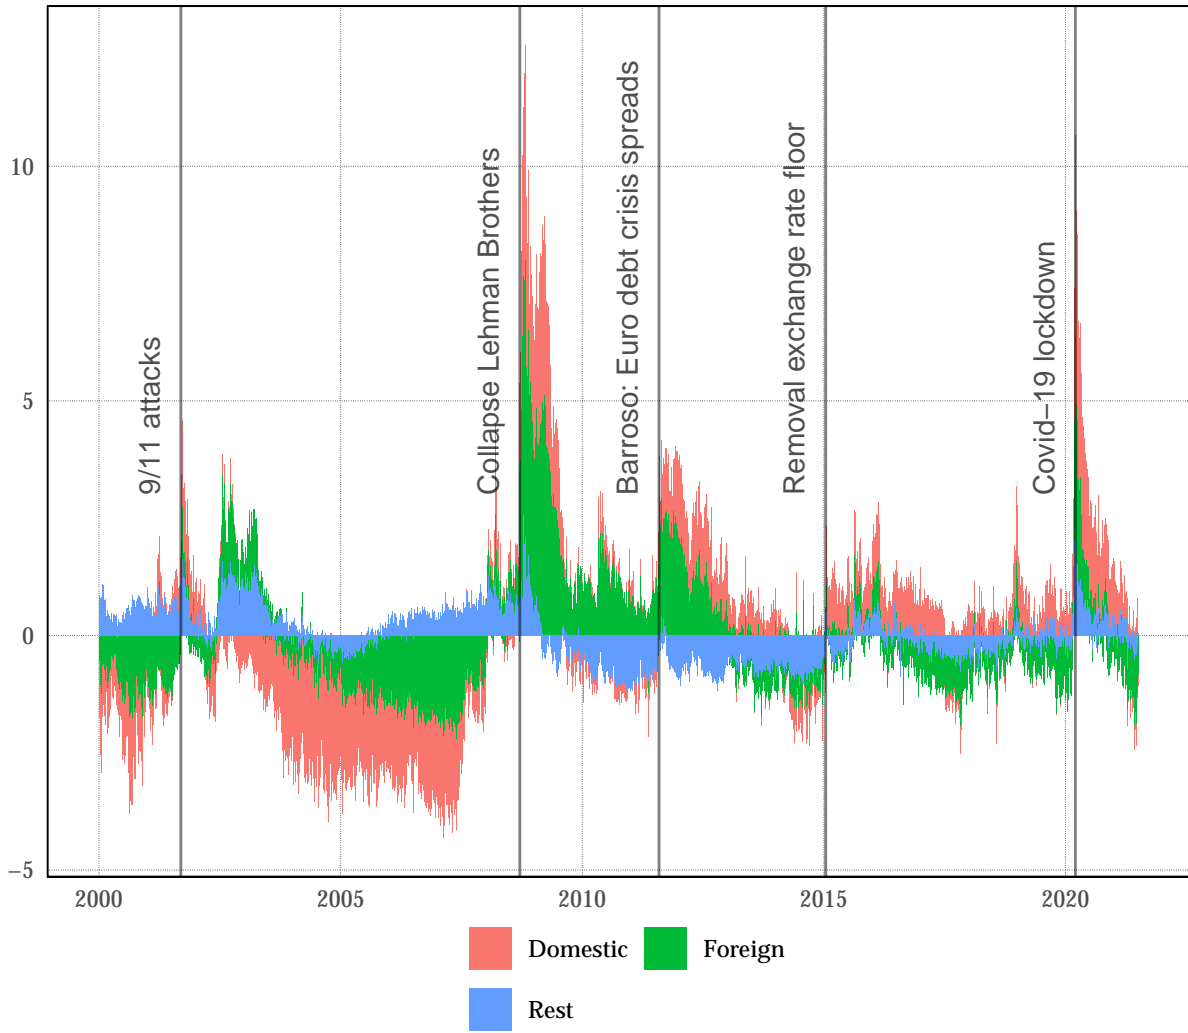 10
5
0
−5
9/11 attacks
Collapse Lehman Brothers
Barroso: Euro debt crisis spreads
Removal exchange rate floor
Covid−19 lockdown
2000
2005
2010
2015
2020
Domestic
Foreign
Rest